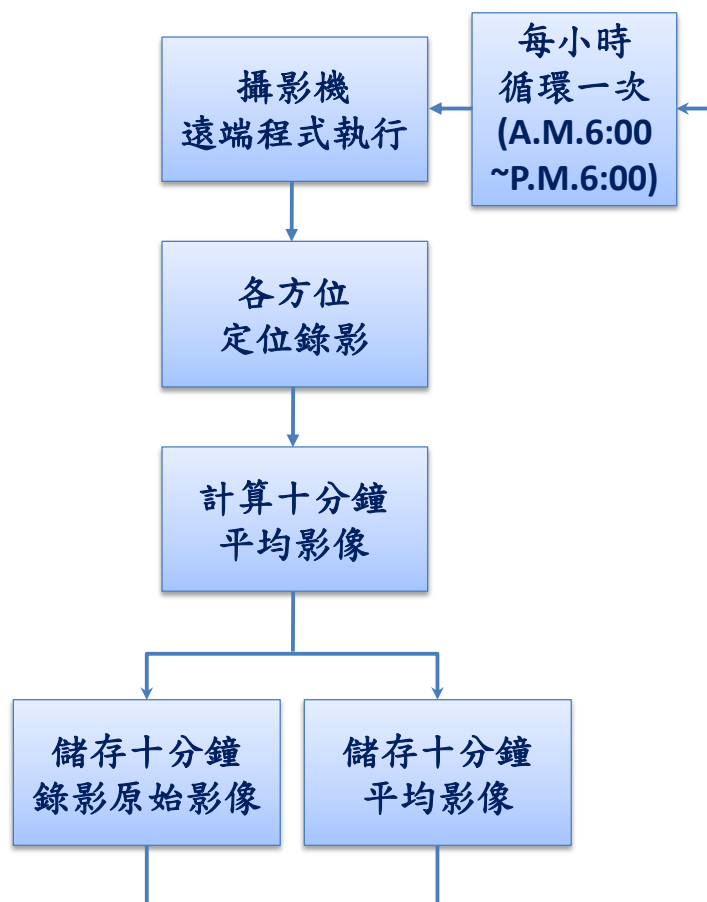 攝影機
遠端程式執行
每小時
循環一次
(A.M.6:00
~P.M.6:00)
各方位
定位錄影
計算十分鐘
平均影像
儲存十分鐘
錄影原始影像
儲存十分鐘
平均影像